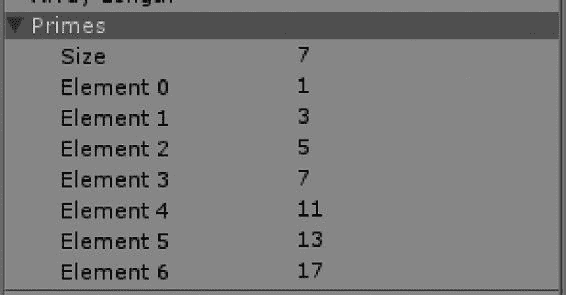 Primes
Size 7
Element 0 1
Element 1 3
Element 2 5
Element 3 7
Element 4 11
Element 5 13
Element 6 17